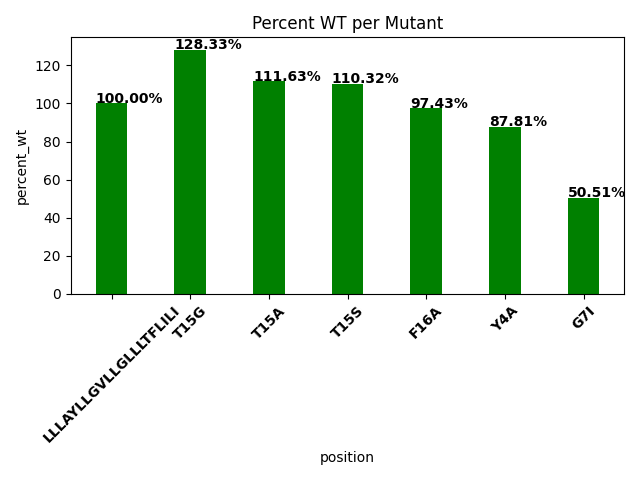 Percent WT per Mutant
percent_wt
120
100
80
60
40
20
0
100.00%
128.33%
111.63%
110.32%
97.43%
87.81%
50.51%
LLLAYLLGVLLGLLLTFLILI
T15G
T15A
T15S
F16A
Y4A
G7I
position